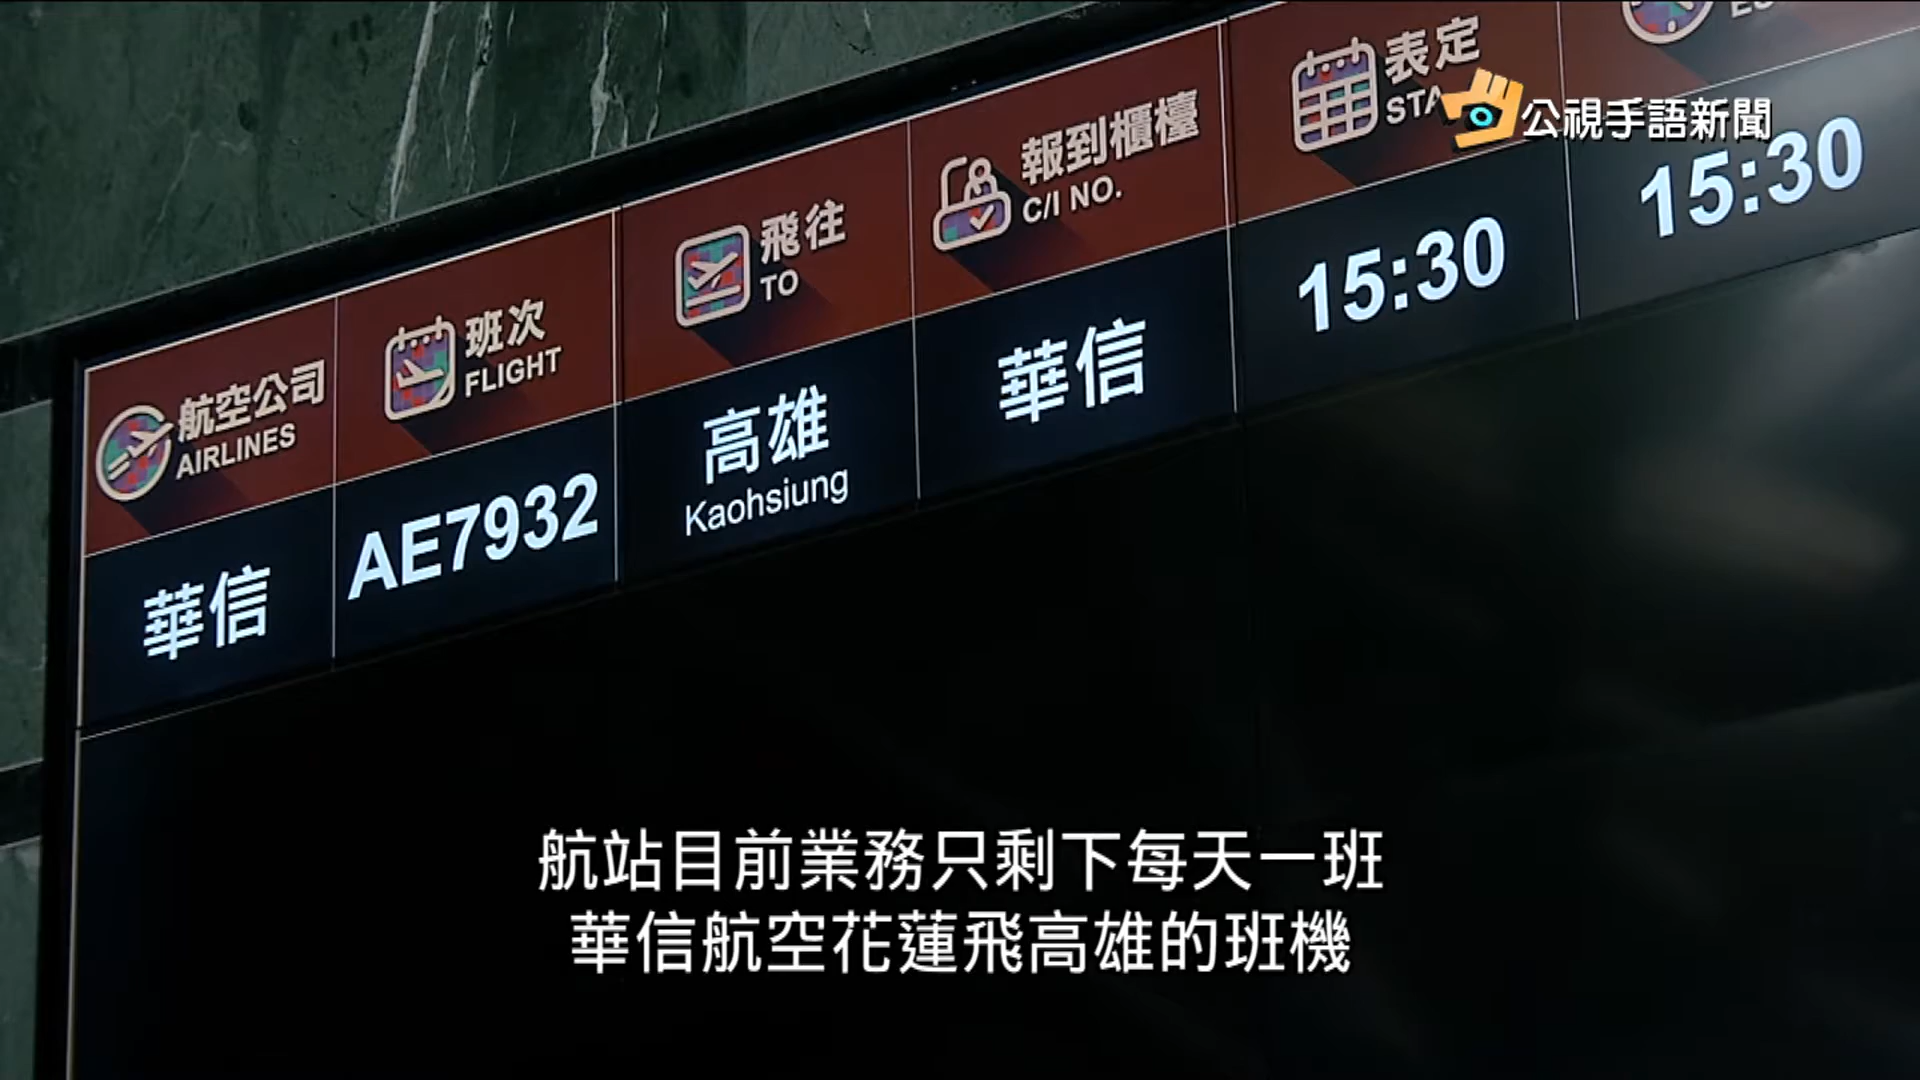 公視手語新聞
航空公司
AIRLINES
班次
FLIGHT
飛往
TO
報到櫃檯
C/I NO.
表定
華信
AE7932
高雄
Kaohsiung
華信
15:30
15:30
航站目前業務只剩下每天一班
華信航空花蓮飛高雄的班機